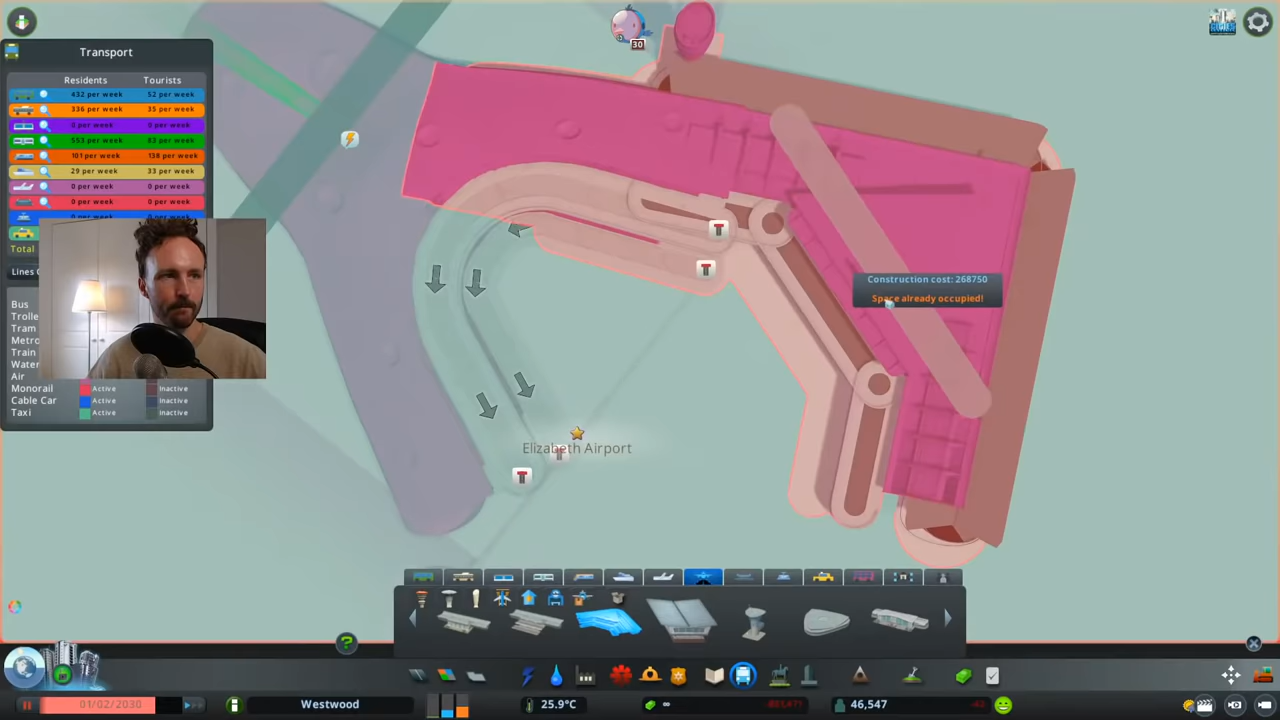 30
Transport
Residents Tourists
432 per week 52 per week
336 per week 35 per week
0 per week 0 per week
553 per week 83 per week
101 per week 138 per week
29 per week 33 per week
0 per week 0 per week
0 per week 0 per week
Total
Lines
Bus
Trolle
Tram
Metro
Train
Water
Air
Monorail Active Inactive
Cable Car Active Inactive
Taxi Active Inactive
Construction cost: 268750
Space already occupied!
Elizabeth Airport
01/02/2030
Westwood
25.9°C
∞
46,547